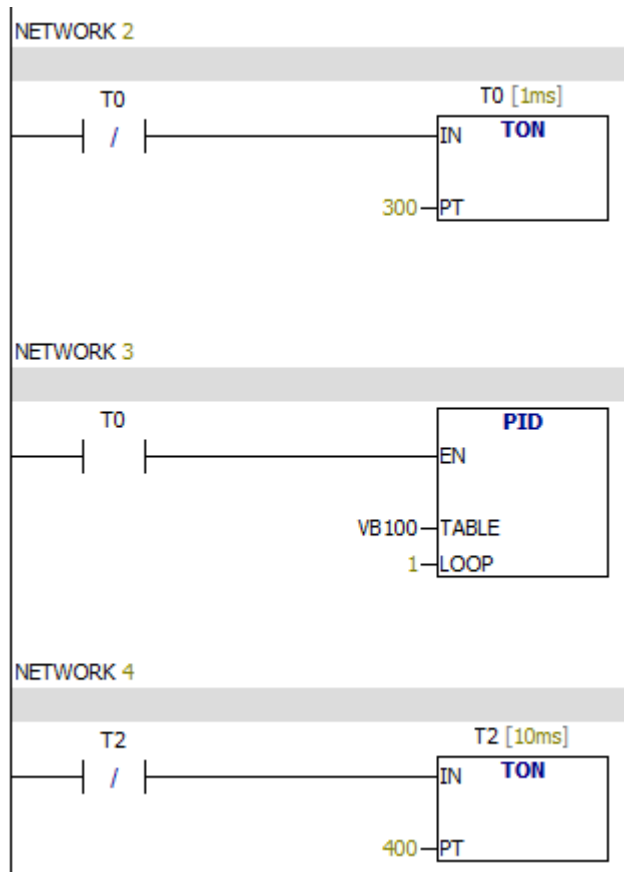 NETWORK 2
T0 T0 [1ms]
/ IN TON
300 PT
NETWORK 3
T0 PID
EN
VB100 TABLE
1 LOOP
NETWORK 4
T2 T2 [10ms]
/ IN TON
400 PT